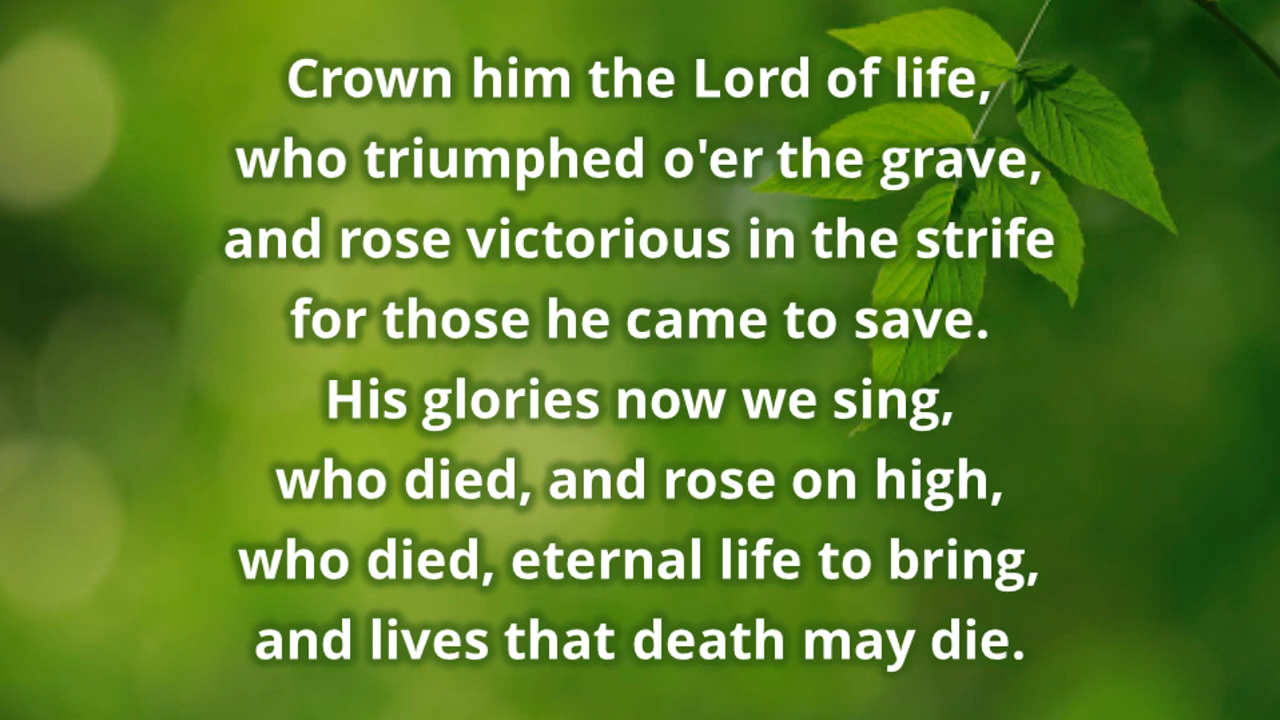 Crown him the Lord of life,
who triumphed o'er the grave,
and rose victorious in the strife
for those he came to save.
His glories now we sing,
who died, and rose on high,
who died, eternal life to bring,
and lives that death may die.